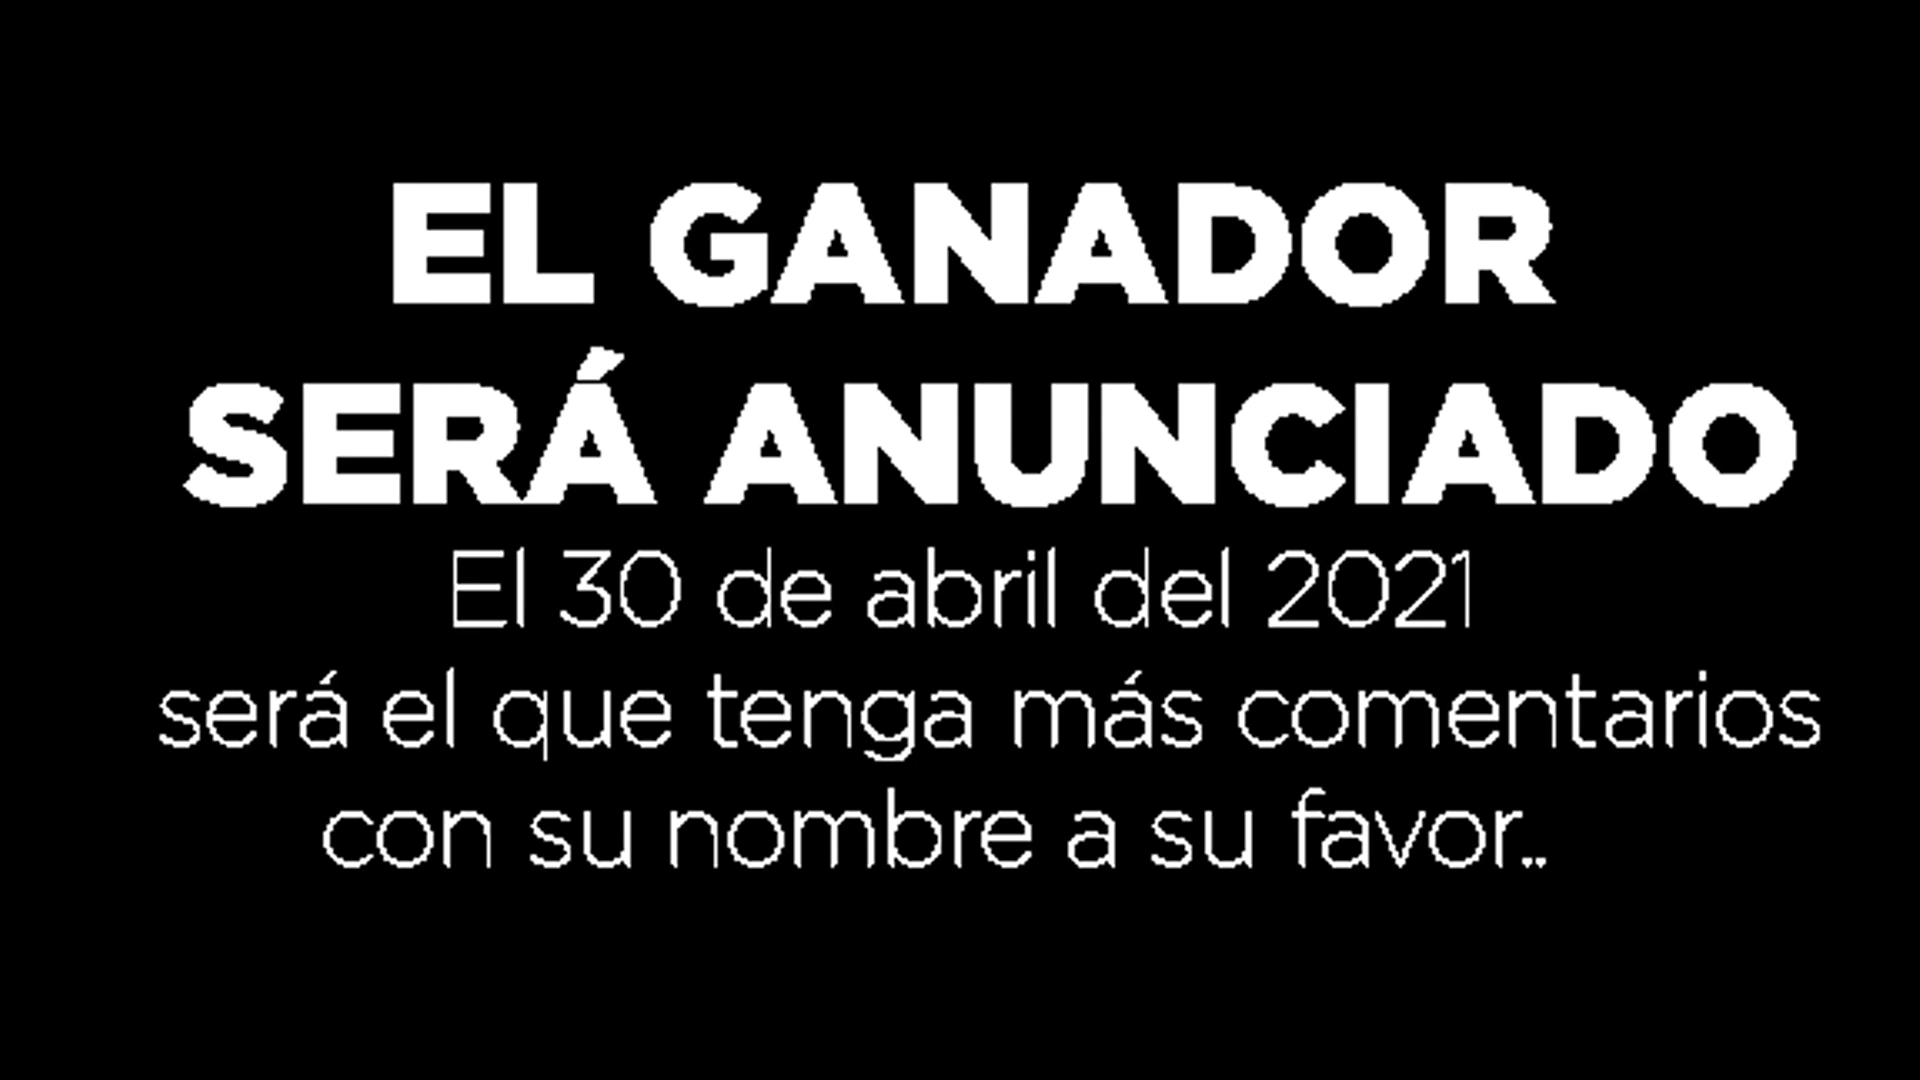 EL GANADOR
SERÁ ANUNCIADO
El 30 de abril del 2021
será el que tenga más comentarios
con su nombre a su favor..